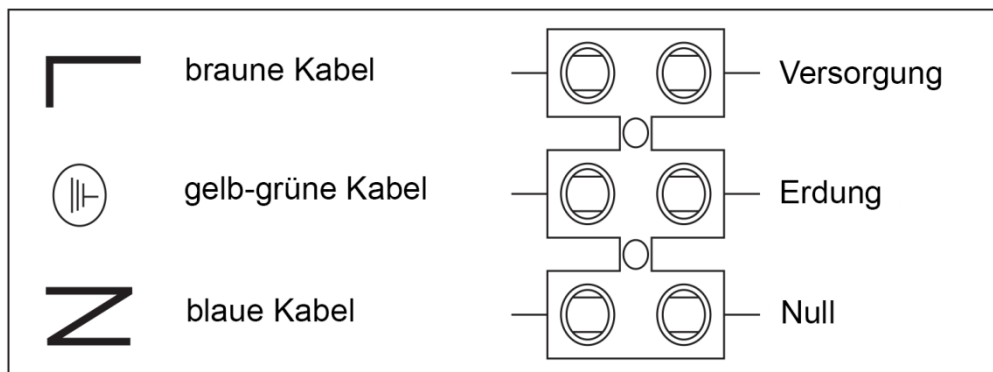 L braune Kabel Versorgung
gelb-grüne Kabel Erdung
N blaue Kabel Null